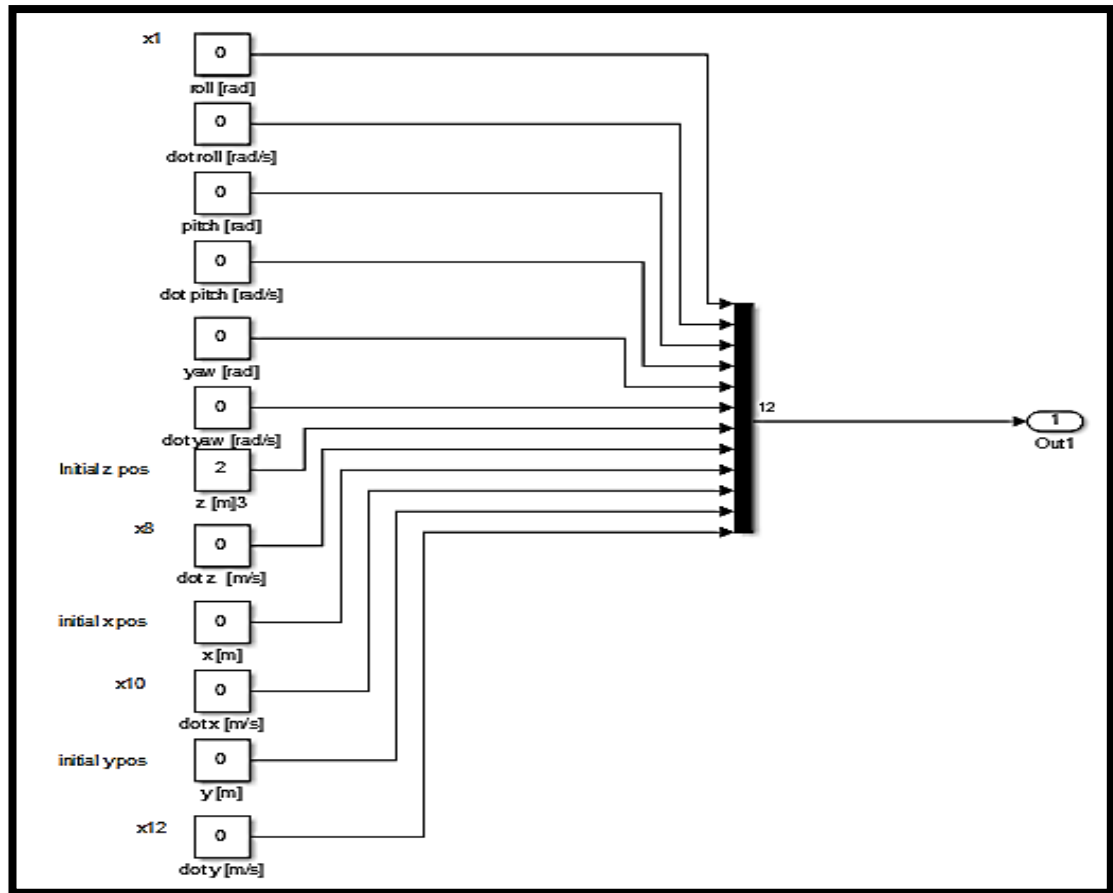 x1
0
roll [rad]
0
dot roll [rad/s]
0
pitch [rad]
0
dot pitch [rad/s]
0
yaw [rad]
0
dot yaw [rad/s]
Initial z pos
2
z [m]3
x8
0
dot z [m/s]
initial x pos
0
x [m]
x10
0
dot x [m/s]
initial y pos
0
y [m]
x12
0
dot y [m/s]
12
1
Out1